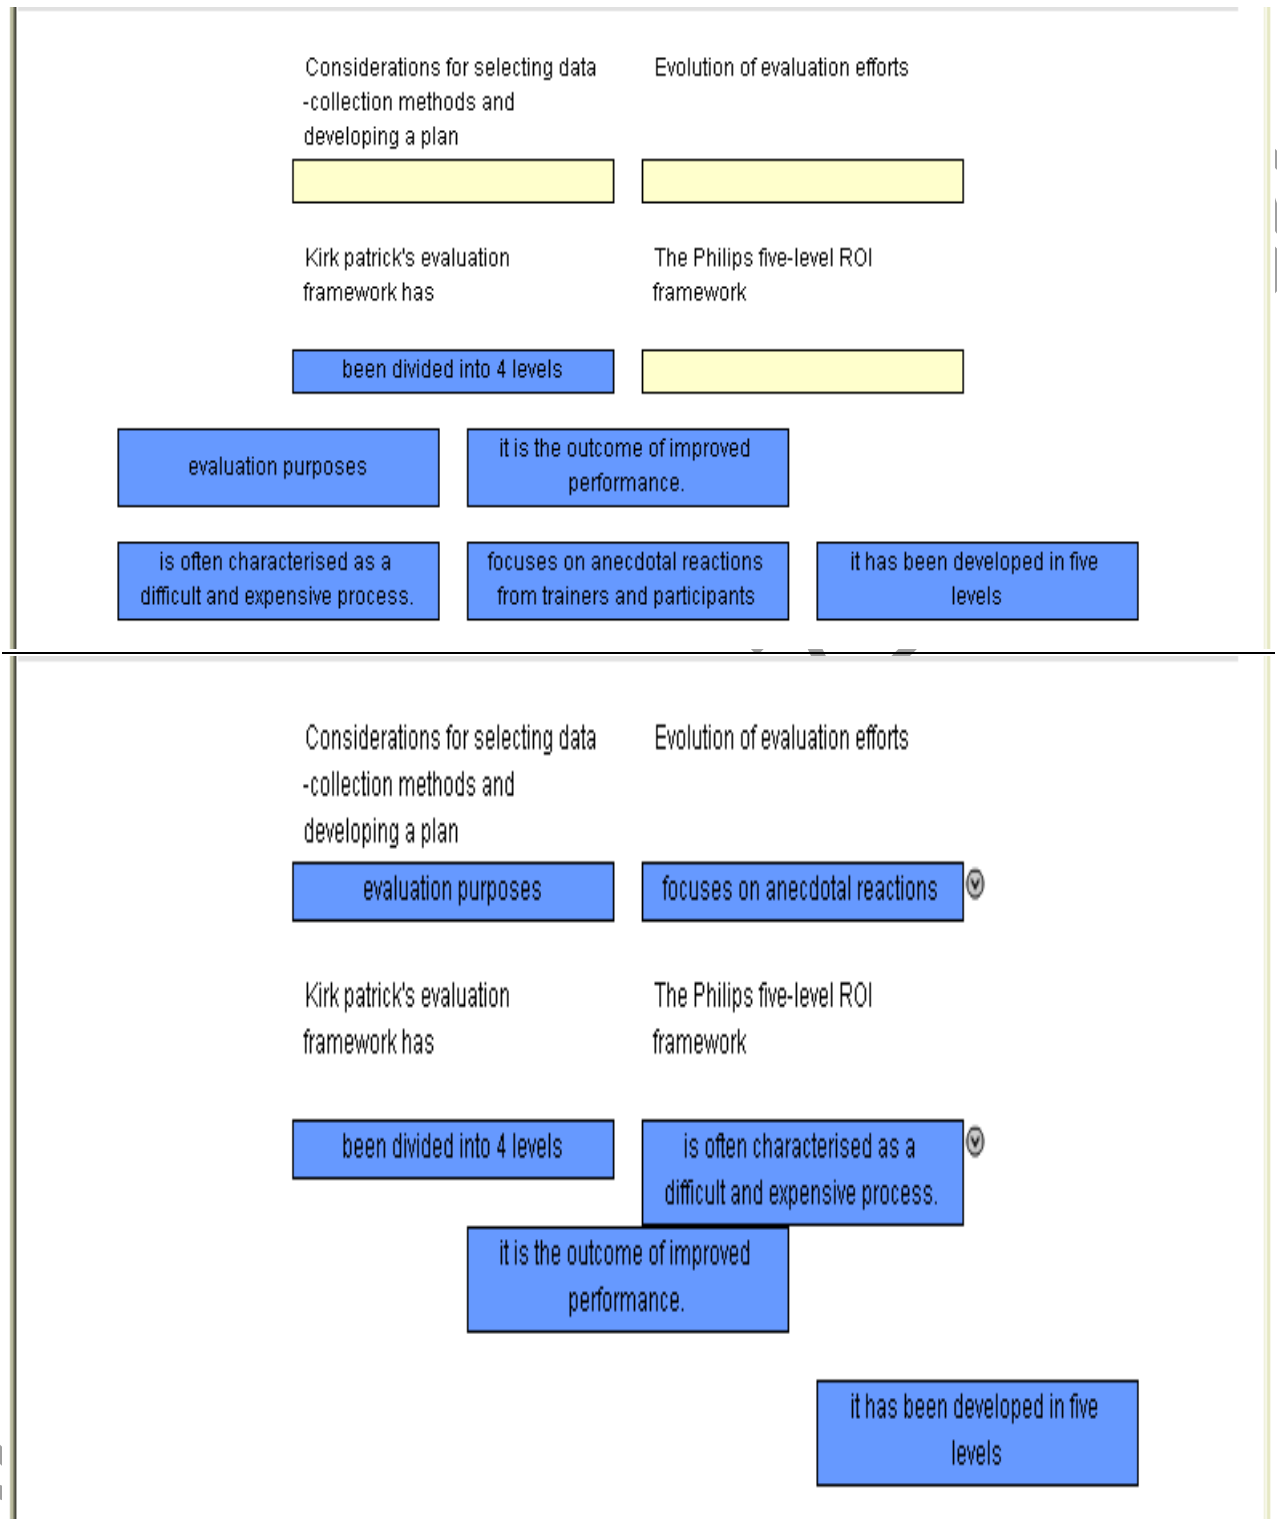 Considerations for selecting data
-collection methods and
developing a plan
Evolution of evaluation efforts
Kirk patrick's evaluation
framework has
The Philips five-level ROI
framework
been divided into 4 levels
evaluation purposes
it is the outcome of improved
performance.
is often characterised as a
difficult and expensive process.
focuses on anecdotal reactions
from trainers and participants
it has been developed in five
levels
Considerations for selecting data
-collection methods and
developing a plan
Evolution of evaluation efforts
evaluation purposes
focuses on anecdotal reactions
Kirk patrick's evaluation
framework has
The Philips five-level ROI
framework
been divided into 4 levels
is often characterised as a
difficult and expensive process.
it is the outcome of improved
performance.
it has been developed in five
levels